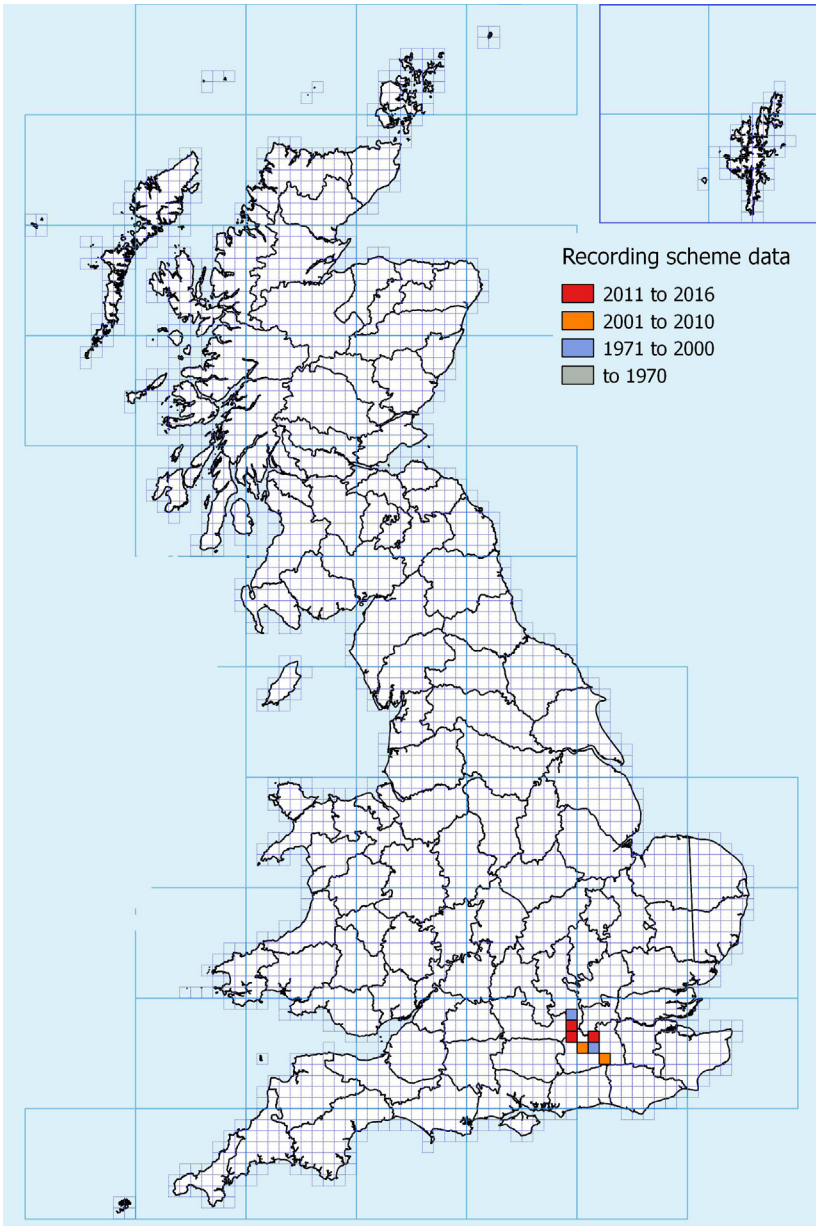 Recording scheme data
2011 to 2016
2001 to 2010
1971 to 2000
to 1970